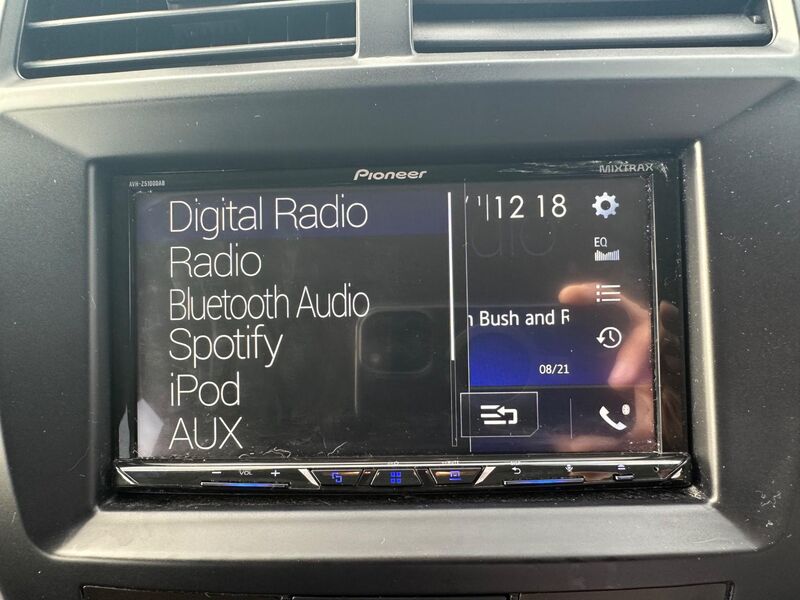 AVH-Z5100DAB
Pioneer
MIXTRAX
Digital Radio
12 18
Radio
EQ
Bluetooth Audio
Bush and R
Spotify
08/21
iPod
AUX
VOL